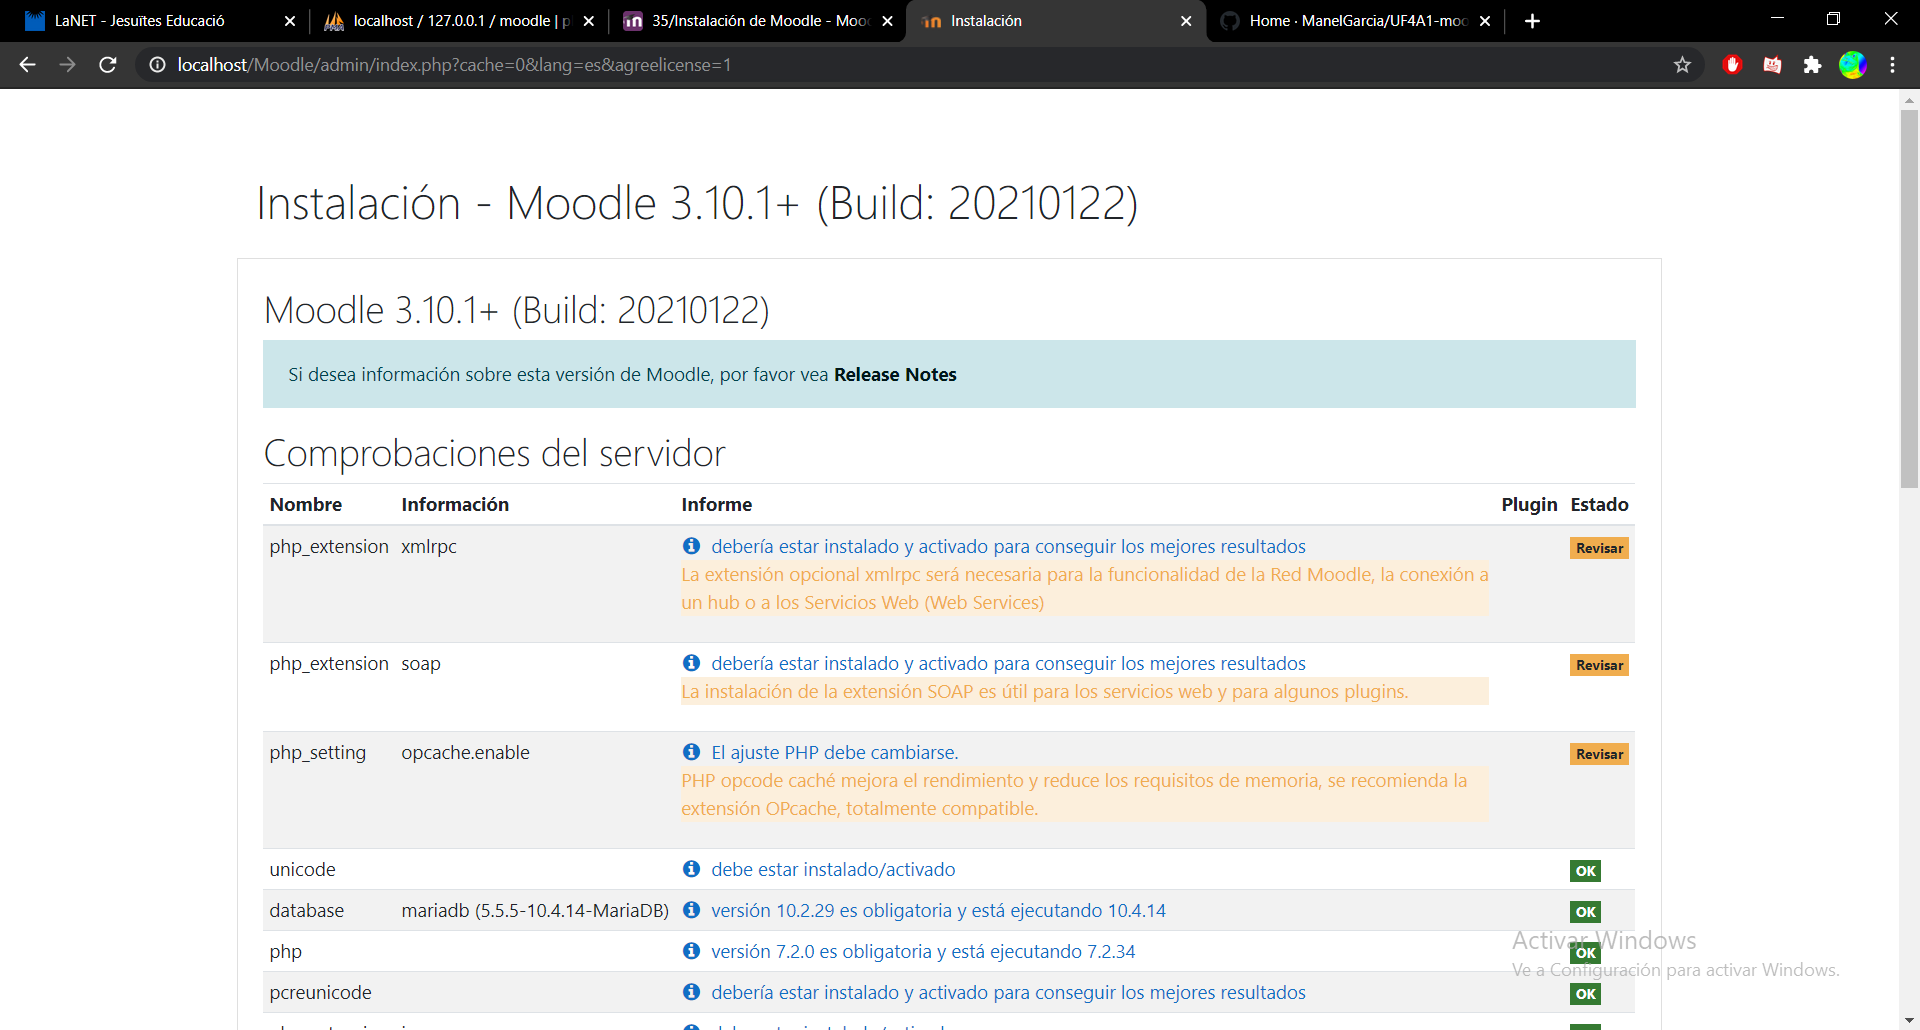 LaNET - Jesuïtes Educació
localhost / 127.0.0.1 / moodle | p
35/Instalación de Moodle - Moo
Instalación
Home · ManelGarcia/UF4A1-moo
localhost/Moodle/admin/index.php?cache=0&lang=es&agreelicense=1
Instalación - Moodle 3.10.1+ (Build: 20210122)
Moodle 3.10.1+ (Build: 20210122)
Si desea información sobre esta versión de Moodle, por favor vea Release Notes
Comprobaciones del servidor
Nombre Información Informe Plugin Estado
php_extension xmlrpc debería estar instalado y activado para conseguir los mejores resultados Revisar
La extensión opcional xmlrpc será necesaria para la funcionalidad de la Red Moodle, la conexión a
un hub o a los Servicios Web (Web Services)
php_extension soap debería estar instalado y activado para conseguir los mejores resultados Revisar
La instalación de la extensión SOAP es útil para los servicios web y para algunos plugins.
php_setting opcache.enable El ajuste PHP debe cambiarse. Revisar
PHP opcode caché mejora el rendimiento y reduce los requisitos de memoria, se recomienda la
extensión OPcache, totalmente compatible.
unicode debe estar instalado/activado OK
database mariadb (5.5.5-10.4.14-MariaDB) versión 10.2.29 es obligatoria y está ejecutando 10.4.14 OK
php versión 7.2.0 es obligatoria y está ejecutando 7.2.34 OK
pcreunicode debería estar instalado y activado para conseguir los mejores resultados OK
Activar Windows
Ve a Configuración para activar Windows.